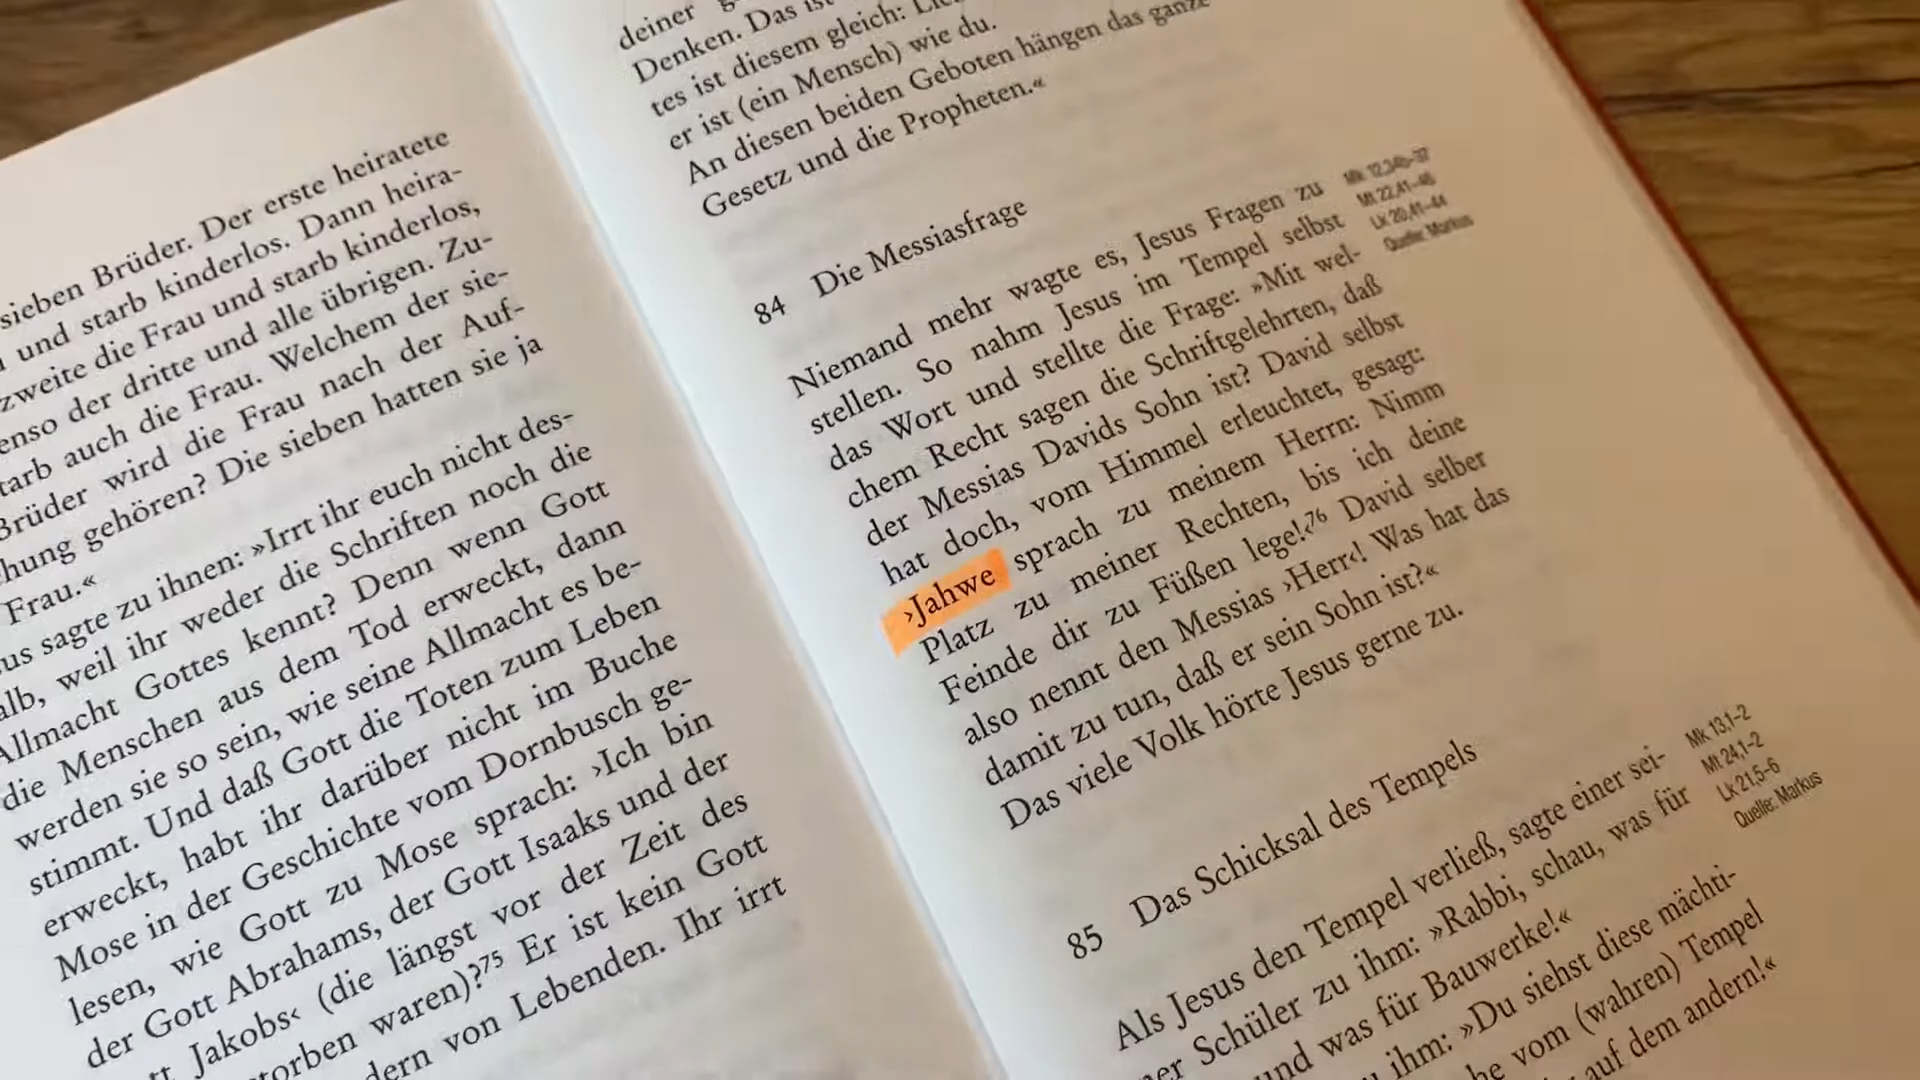 sieben Brüder. Der erste heiratete
und starb kinderlos. Dann heira-
zweite die Frau und starb kinderlos,
enso der dritte und alle übrigen. Zu-
tarb auch die Frau. Welchem der sie-
Brüder wird die Frau nach der Auf-
hung gehören? Die sieben hatten sie ja
Frau.«
us sagte zu ihnen: »Irrt ihr euch nicht des-
alb, weil ihr weder die Schriften noch die
Allmacht Gottes kennt? Denn wenn Gott
die Menschen aus dem Tod erweckt, dann
werden sie so sein, wie seine Allmacht es be-
stimmt. Und daß Gott die Toten zum Leben
erweckt, habt ihr darüber nicht im Buche
Mose in der Geschichte vom Dornbusch ge-
lesen, wie Gott zu Mose sprach: ›Ich bin
der Gott Abrahams, der Gott Isaaks und der
tt Jakobs‹ (die längst vor der Zeit des
storben waren)?75 Er ist kein Gott
dern von Lebenden. Ihr irrt
deiner
Denken. Das ist
tes ist diesem gleich:
er ist (ein Mensch) wie du.
An diesen beiden Geboten hängen das ganze
Gesetz und die Propheten.«
84 Die Messiasfrage
Mk 12,34b–37
Mt 22,41–46
Lk 20,41–44
Quelle: Markus
Niemand mehr wagte es, Jesus Fragen zu
stellen. So nahm Jesus im Tempel selbst
das Wort und stellte die Frage: »Mit wel-
chem Recht sagen die Schriftgelehrten, daß
der Messias Davids Sohn ist? David selbst
hat doch, vom Himmel erleuchtet, gesagt:
›Jahwe sprach zu meinem Herrn: Nimm
Platz zu meiner Rechten, bis ich deine
Feinde dir zu Füßen lege!‹76 David selber
also nennt den Messias ›Herr‹! Was hat das
damit zu tun, daß er sein Sohn ist?«
Das viele Volk hörte Jesus gerne zu.
85 Das Schicksal des Tempels
Mk 13,1–2
Mt 24,1–2
Lk 21,5–6
Quelle: Markus
Als Jesus den Tempel verließ, sagte einer sei-
ner Schüler zu ihm: »Rabbi, schau, was für
und was für Bauwerke!«
ihm: »Du siehst diese mächti-
he vom (wahren) Tempel
auf dem andern!«